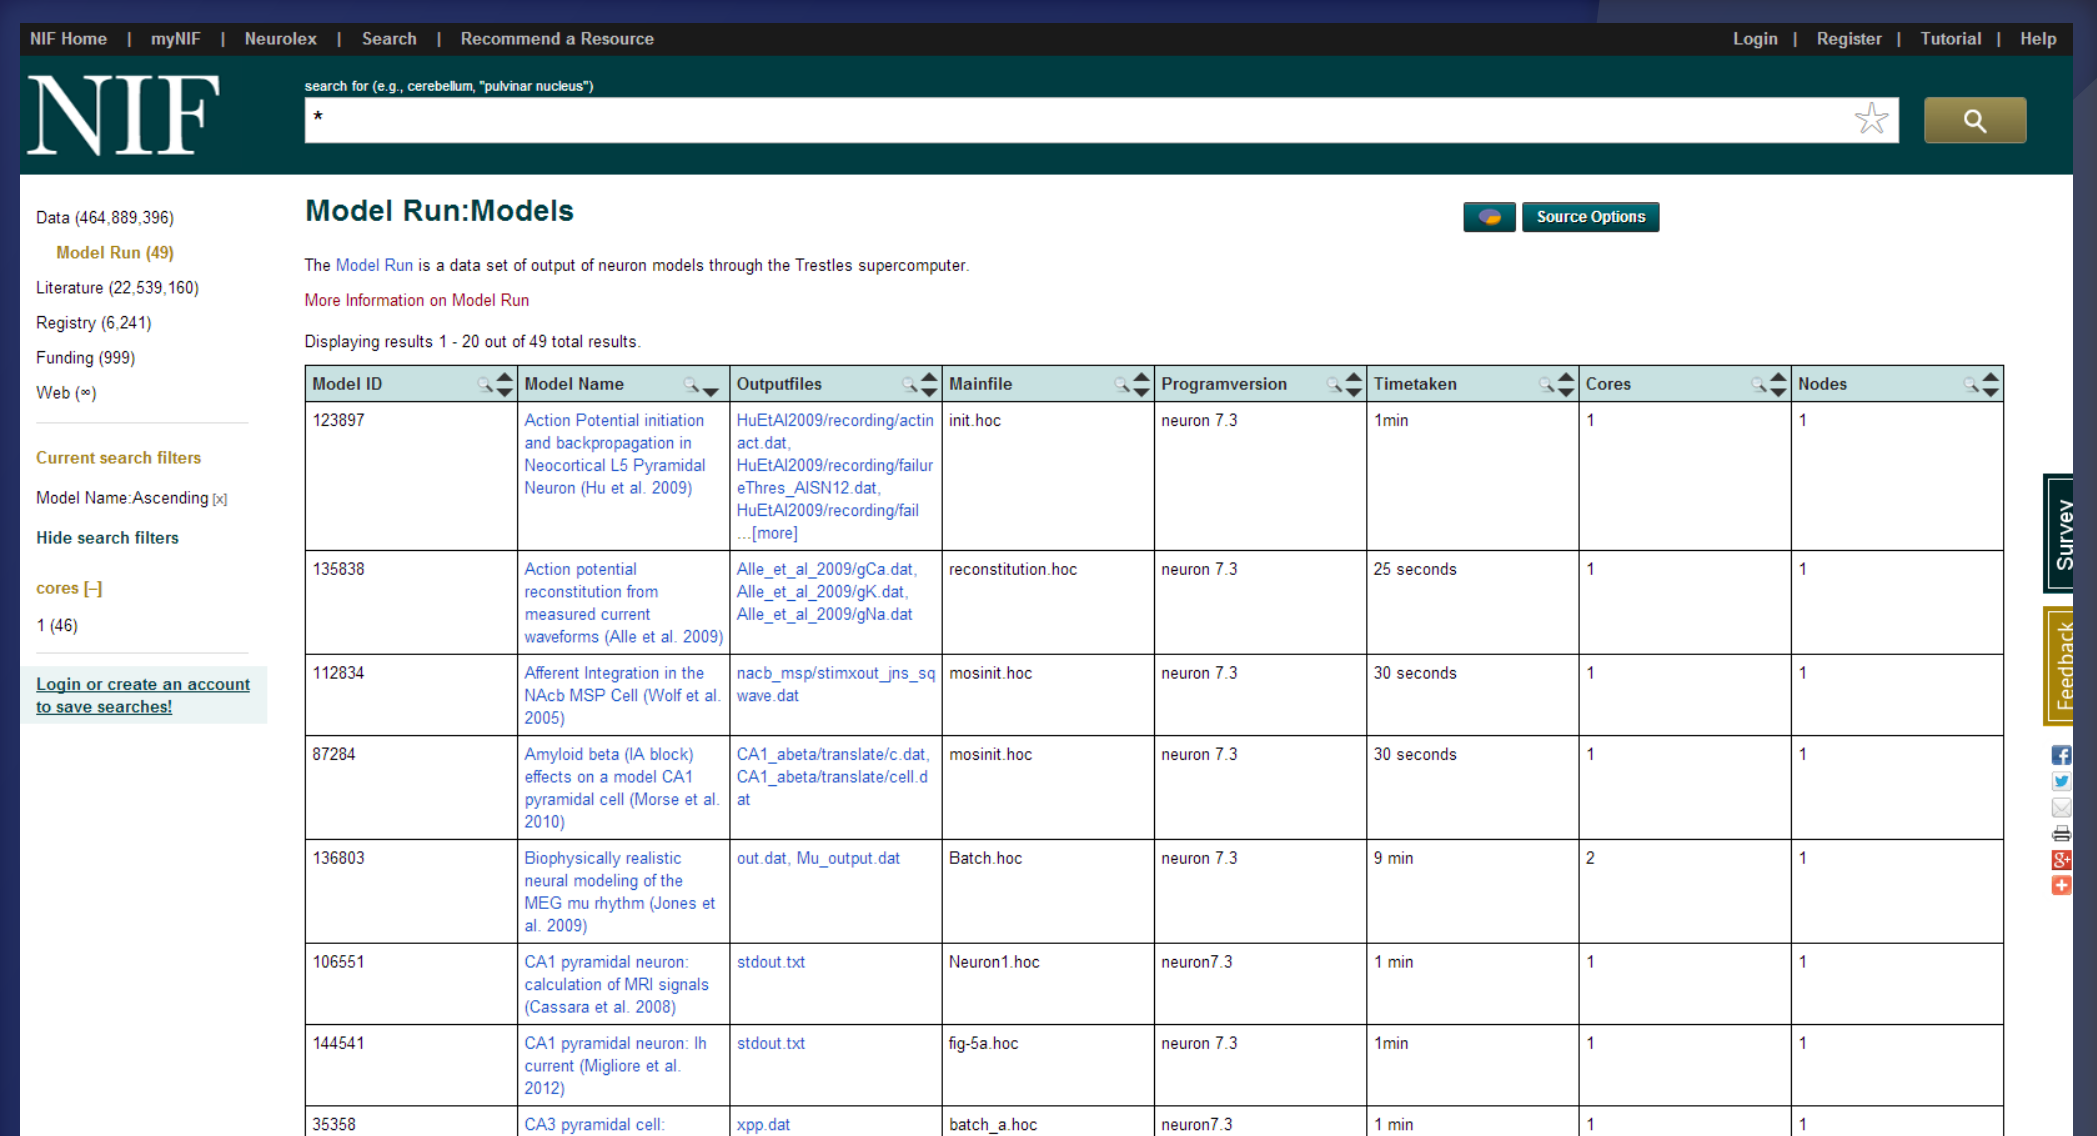 NIF Home | myNIF | Neurolex | Search | Recommend a Resource
Login | Register | Tutorial | Help
NIF
search for (e.g., cerebellum, "pulvinar nucleus")
*
Data (464,889,396)
Model Run (49)
Literature (22,539,160)
Registry (6,241)
Funding (999)
Web (∞)
Current search filters
Model Name:Ascending [x]
Hide search filters
cores [–]
1 (46)
Login or create an account
to save searches!
Model Run:Models
Source Options
The Model Run is a data set of output of neuron models through the Trestles supercomputer.
More Information on Model Run
Displaying results 1 - 20 out of 49 total results.
Model ID
Model Name
Outputfiles
Mainfile
Programversion
Timetaken
Cores
Nodes
123897
Action Potential initiation
and backpropagation in
Neocortical L5 Pyramidal
Neuron (Hu et al. 2009)
HuEtAl2009/recording/actin
act.dat,
HuEtAl2009/recording/failur
eThres_AISN12.dat,
HuEtAl2009/recording/fail
...[more]
init.hoc
neuron 7.3
1min
1
1
135838
Action potential
reconstitution from
measured current
waveforms (Alle et al. 2009)
Alle_et_al_2009/gCa.dat,
Alle_et_al_2009/gK.dat,
Alle_et_al_2009/gNa.dat
reconstitution.hoc
neuron 7.3
25 seconds
1
1
112834
Afferent Integration in the
NAcb MSP Cell (Wolf et al.
2005)
nacb_msp/stimxout_jns_sq
wave.dat
mosinit.hoc
neuron 7.3
30 seconds
1
1
87284
Amyloid beta (IA block)
effects on a model CA1
pyramidal cell (Morse et al.
2010)
CA1_abeta/translate/c.dat,
CA1_abeta/translate/cell.d
at
mosinit.hoc
neuron 7.3
30 seconds
1
1
136803
Biophysically realistic
neural modeling of the
MEG mu rhythm (Jones et
al. 2009)
out.dat, Mu_output.dat
Batch.hoc
neuron 7.3
9 min
2
1
106551
CA1 pyramidal neuron:
calculation of MRI signals
(Cassara et al. 2008)
stdout.txt
Neuron1.hoc
neuron7.3
1 min
1
1
144541
CA1 pyramidal neuron: Ih
current (Migliore et al.
2012)
stdout.txt
fig-5a.hoc
neuron 7.3
1min
1
1
35358
CA3 pyramidal cell:
xpp.dat
batch_a.hoc
neuron7.3
1 min
1
1
Survey
Feedback